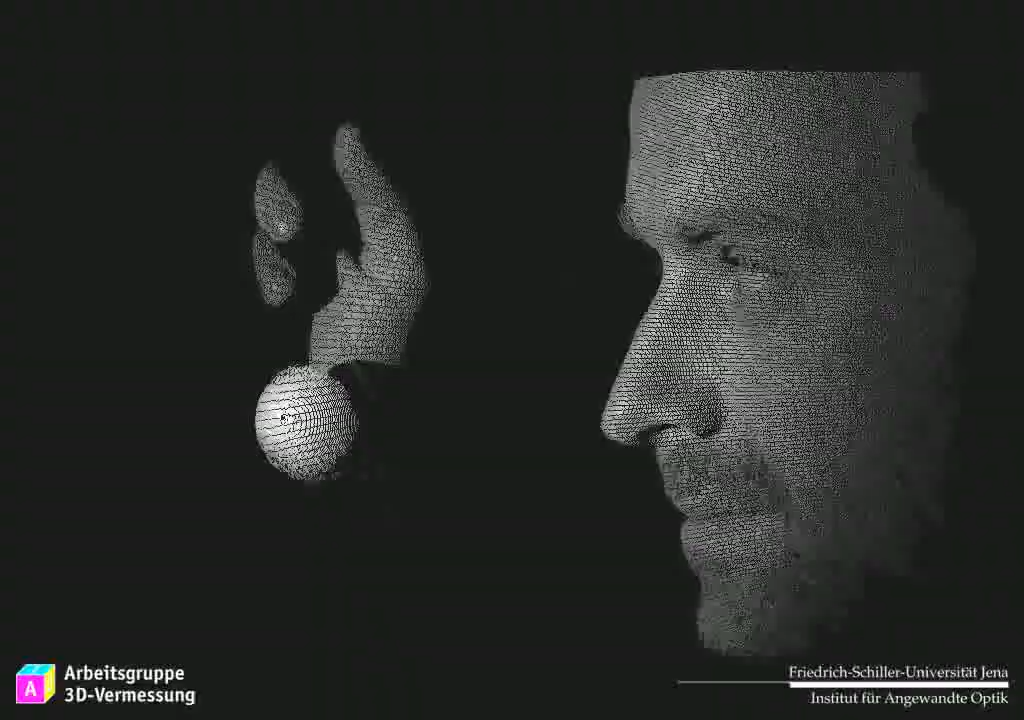 A
Arbeitsgruppe
3D-Vermessung
Friedrich-Schiller-Universität Jena
Institut für Angewandte Optik